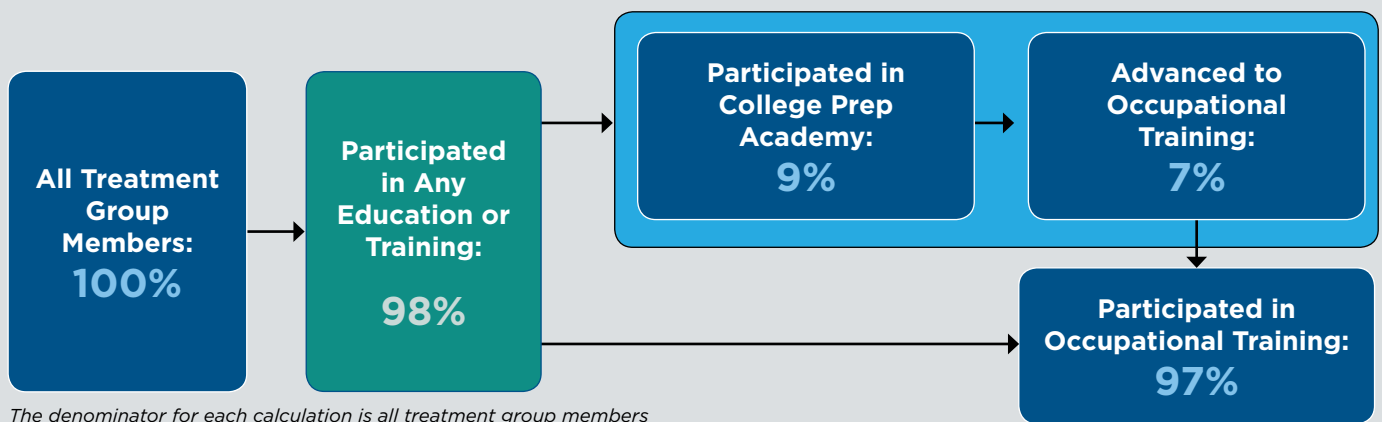 All Treatment
Group
Members:
100%
Participated
in Any
Education or
Training:
98%
Participated in
College Prep
Academy:
9%
Advanced to
Occupational
Training:
7%
Participated in
Occupational Training:
97%
The denominator for each calculation is all treatment group members